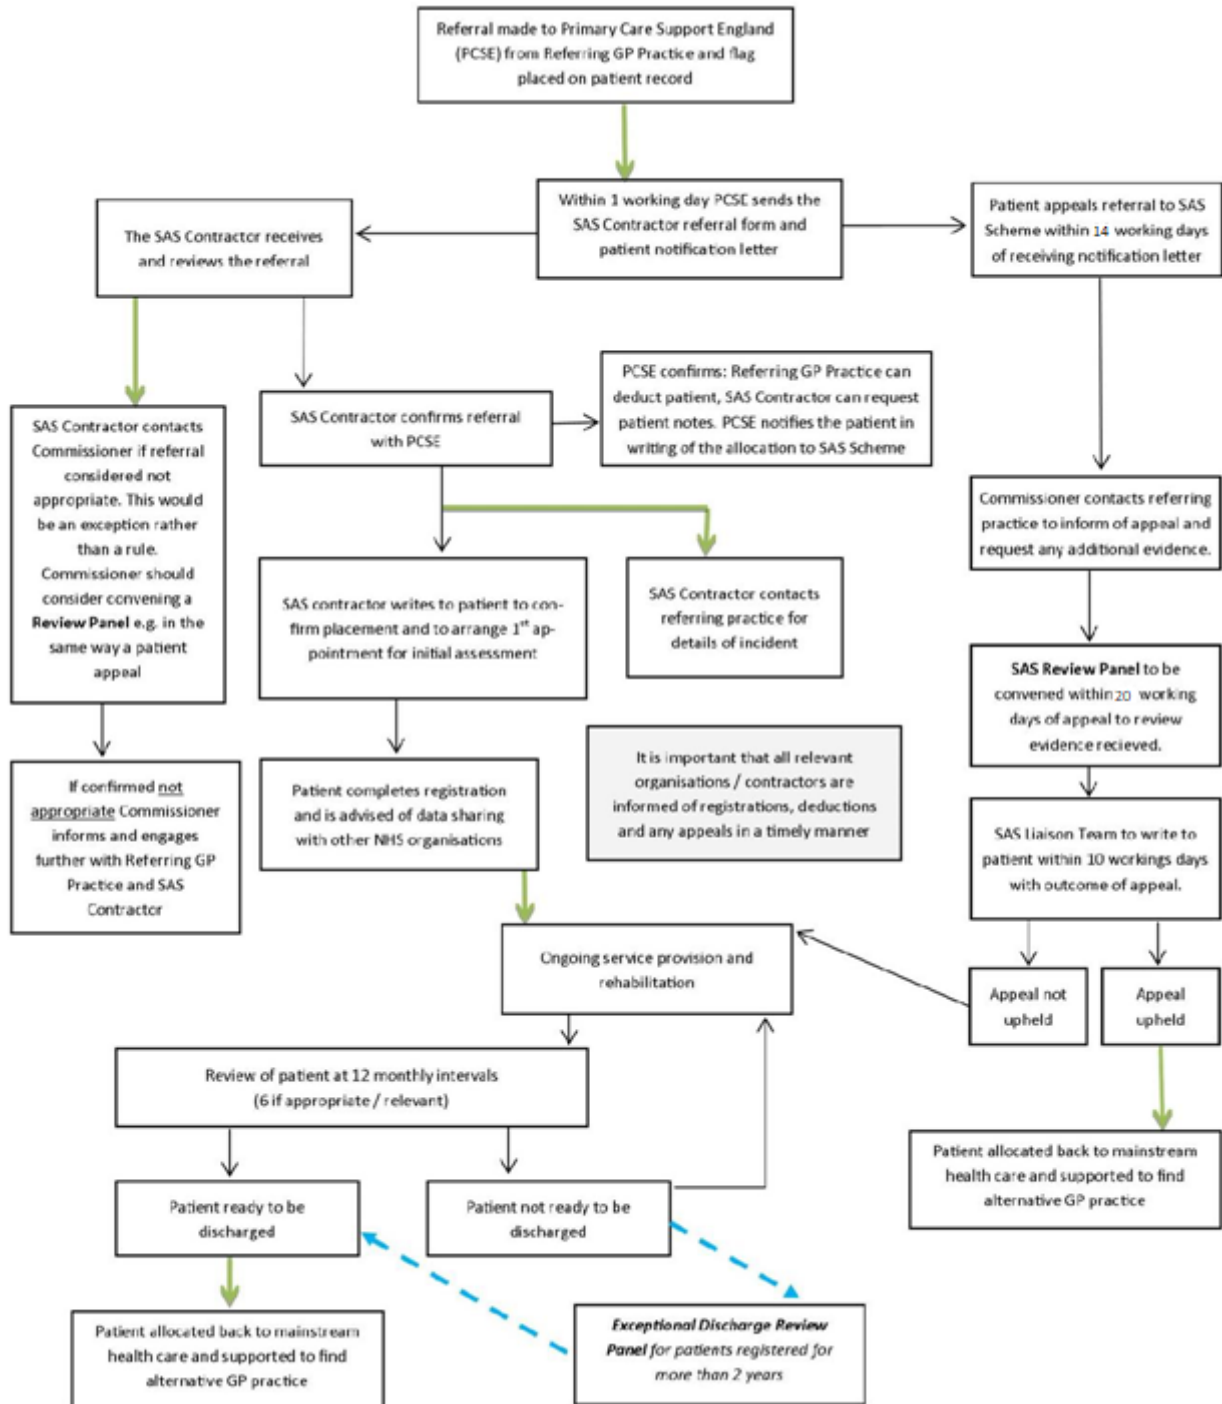 Referral made to Primary Care Support England
(PCSE) from Referring GP Practice and flag
placed on patient record
Within 1 working day PCSE sends the
SAS Contractor referral form and
patient notification letter
Patient appeals referral to SAS
Scheme within 14 working days
of receiving notification letter
The SAS Contractor receives
and reviews the referral
PCSE confirms: Referring GP Practice can
deduct patient, SAS Contractor can request
patient notes. PCSE notifies the patient in
writing of the allocation to SAS Scheme
SAS Contractor confirms referral
with PCSE
SAS Contractor contacts
Commissioner if referral
considered not
appropriate. This would
be an exception rather
than a rule.
Commissioner should
consider convening a
Review Panel e.g. in the
same way a patient
appeal
Commissioner contacts referring
practice to inform of appeal and
request any additional evidence.
SAS contractor writes to patient to con-
firm placement and to arrange 1st ap-
pointment for initial assessment
SAS Contractor contacts
referring practice for
details of incident
SAS Review Panel to be
convened within 20 working
days of appeal to review
evidence recieved.
It is important that all relevant
organisations / contractors are
informed of registrations, deductions
and any appeals in a timely manner
If confirmed not
appropriate Commissioner
informs and engages
further with Referring GP
Practice and SAS
Contractor
Patient completes registration
and is advised of data sharing
with other NHS organisations
SAS Liaison Team to write to
patient within 10 workings days
with outcome of appeal.
Ongoing service provision and
rehabilitation
Appeal not
upheld
Appeal
upheld
Review of patient at 12 monthly intervals
(6 if appropriate / relevant)
Patient allocated back to mainstream
health care and supported to find
alternative GP practice
Patient ready to be
discharged
Patient not ready to be
discharged
Patient allocated back to mainstream
health care and supported to find
alternative GP practice
Exceptional Discharge Review
Panel for patients registered for
more than 2 years